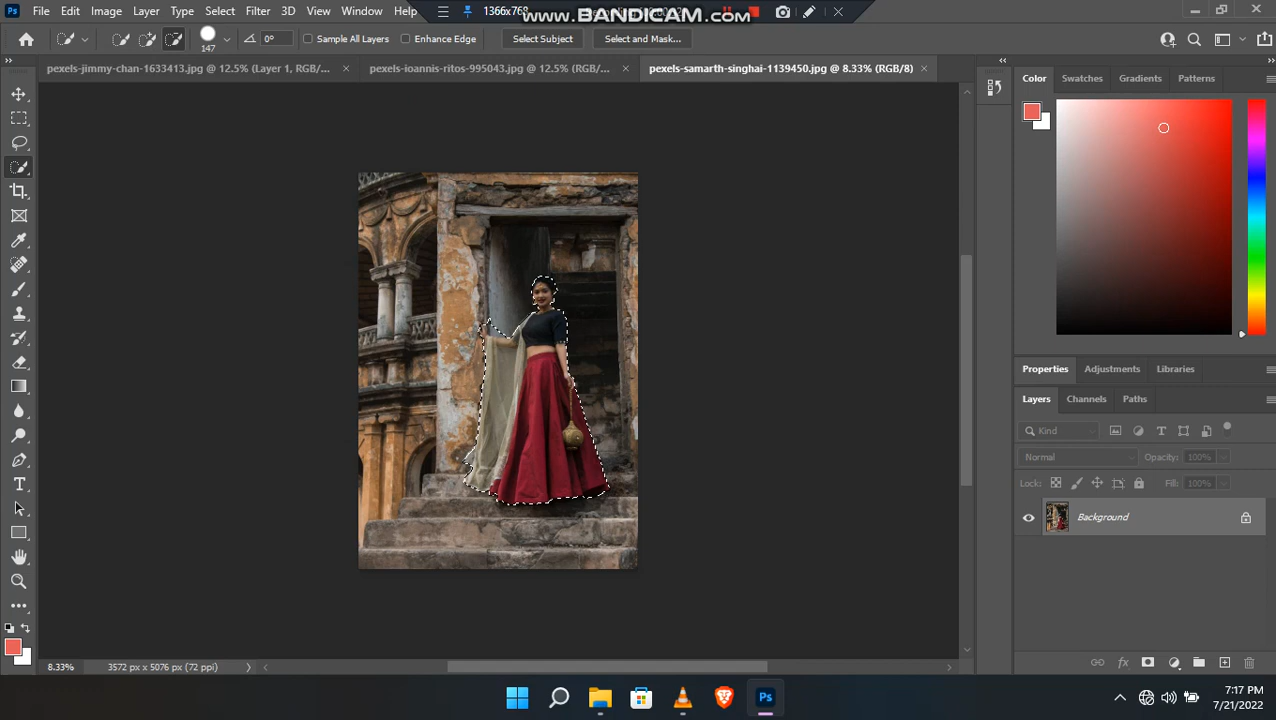 Ps File Edit Image Layer Type Select Filter 3D View Window Help
1366x768
www.BANDICAM.com
147 0° Sample All Layers Enhance Edge Select Subject Select and Mask...
pexels-jimmy-chan-1633413.jpg @ 12.5% (Layer 1, RGB/... × pexels-ioannis-ritos-995043.jpg @ 12.5% (RGB/... × pexels-samarth-singhai-1139450.jpg @ 8.33% (RGB/8) ×
Color Swatches Gradients Patterns
Properties Adjustments Libraries
Layers Channels Paths
Kind
Normal Opacity: 100%
Lock: Fill: 100%
Background
8.33% 3572 px x 5076 px (72 ppi)
Ps
7:17 PM
7/21/2022